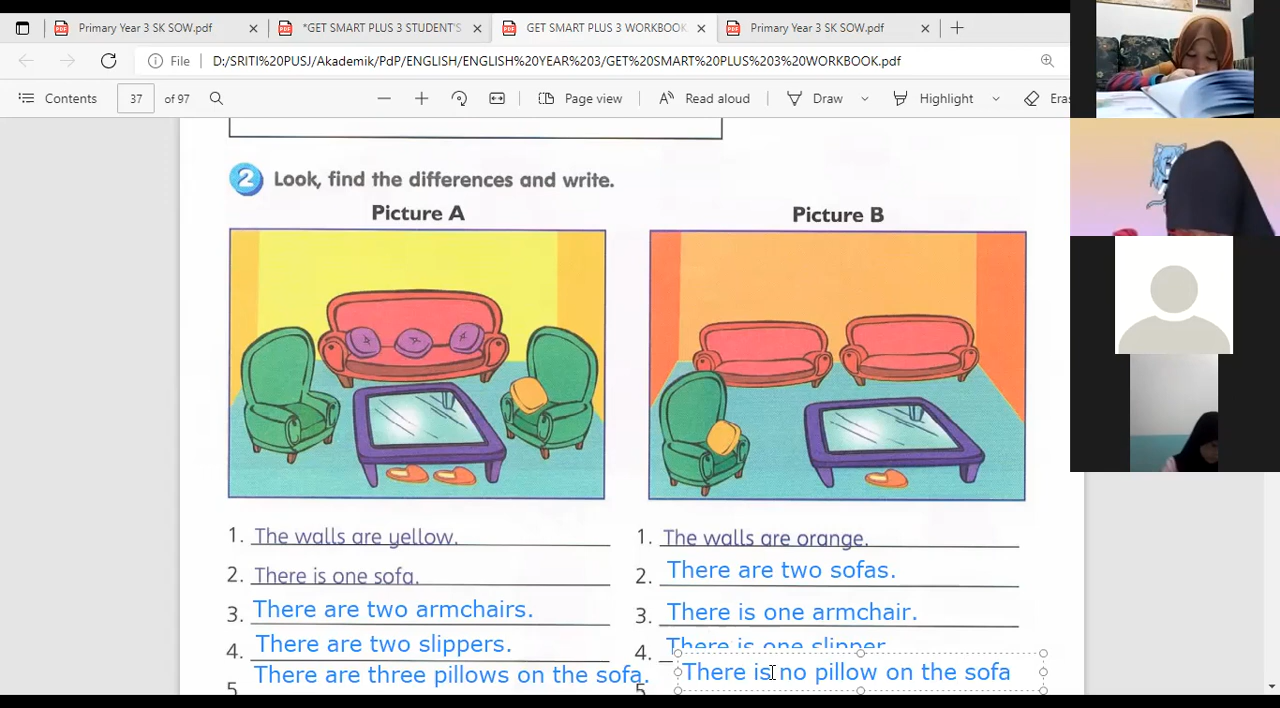 Primary Year 3 SK SOW.pdf
*GET SMART PLUS 3 STUDENT'S
GET SMART PLUS 3 WORKBOOK
Primary Year 3 SK SOW.pdf
File
D:/SRITI%20PUSJ/Akademik/PdP/ENGLISH/ENGLISH%20YEAR%203/GET%20SMART%20PLUS%203%20WORKBOOK.pdf
Contents 37 of 97 Page view Read aloud Draw Highlight Eras
2 Look, find the differences and write.
Picture A
Picture B
1. The walls are yellow.
2. There is one sofa.
3. There are two armchairs.
4. There are two slippers.
5 There are three pillows on the sofa.
1. The walls are orange.
2. There are two sofas.
3. There is one armchair.
4. There is one slipper
5 There is no pillow on the sofa